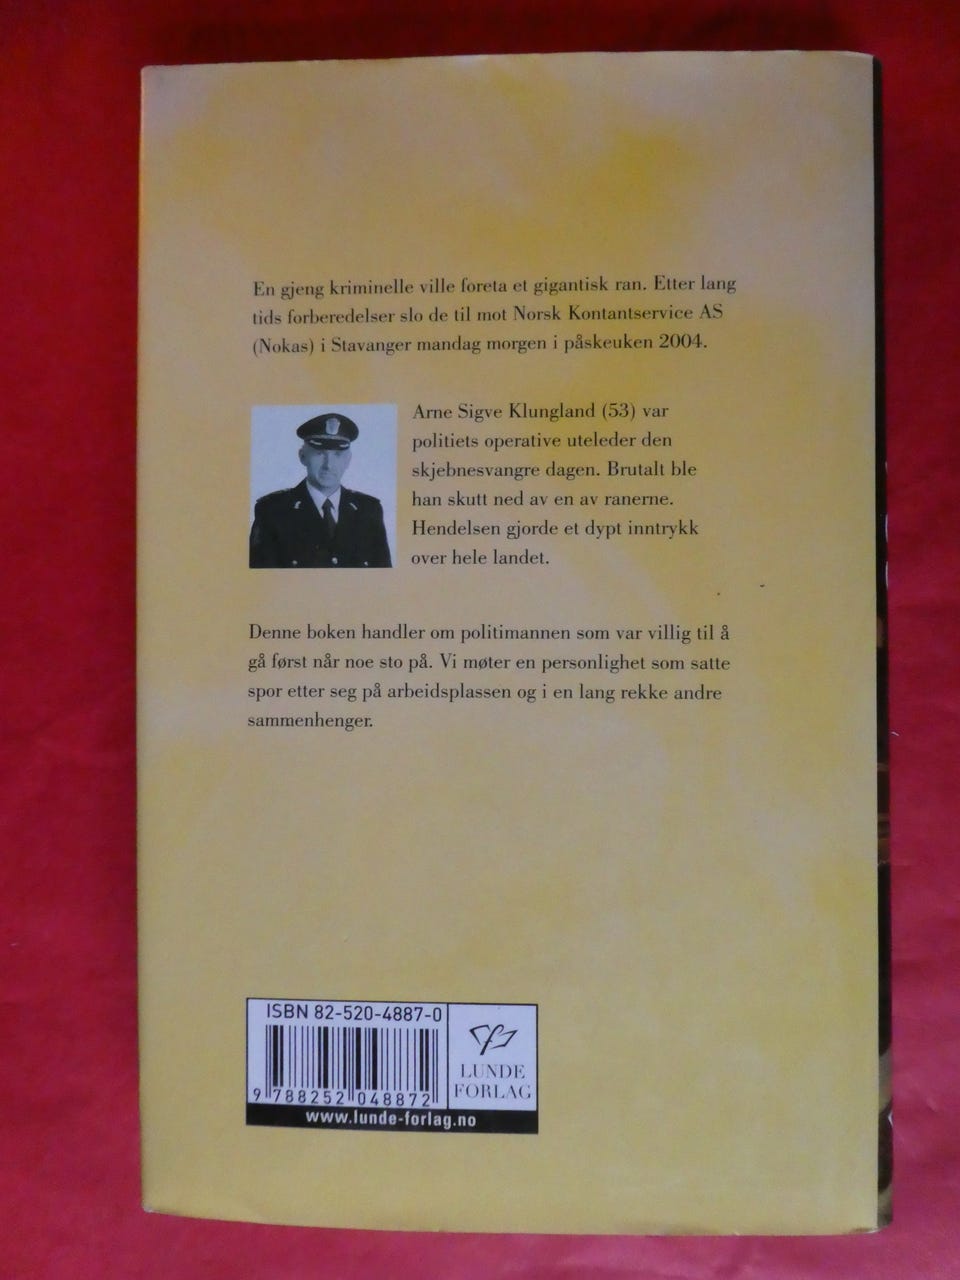 En gjeng kriminelle ville foreta et gigantisk ran. Etter lang
tids forberedelser slo de til mot Norsk Kontantservice AS
(Nokas) i Stavanger mandag morgen i påskeuken 2004.
Arne Sigve Klungland (53) var
politiets operative uteleder den
skjebnesvangre dagen. Brutalt ble
han skutt ned av en av ranerne.
Hendelsen gjorde et dypt inntrykk
over hele landet.
Denne boken handler om politimannen som var villig til å
gå først når noe sto på. Vi møter en personlighet som satte
spor etter seg på arbeidsplassen og i en lang rekke andre
sammenhenger.
ISBN 82-520-4887-0
9 788252 048872
LUNDE
FORLAG
www.lunde-forlag.no